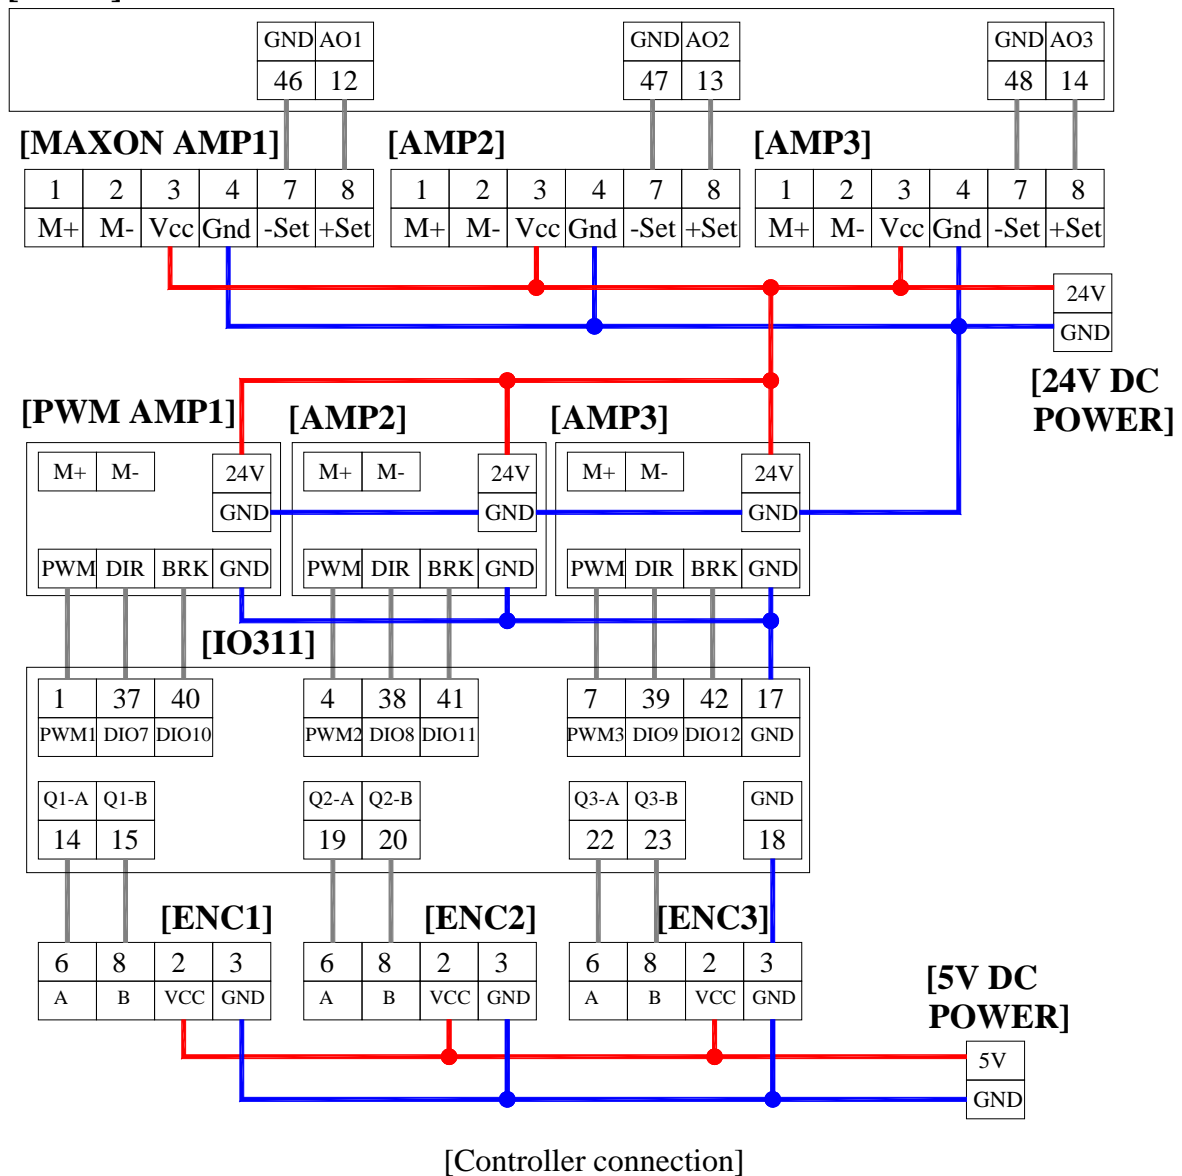 GND AO1 GND AO2 GND AO3
46 12 47 13 48 14
[MAXON AMP1] [AMP2] [AMP3]
1 2 3 4 7 8 1 2 3 4 7 8 1 2 3 4 7 8
M+ M- Vcc Gnd -Set +Set M+ M- Vcc Gnd -Set +Set M+ M- Vcc Gnd -Set +Set
24V
GND
[24V DC
POWER]
[PWM AMP1] [AMP2] [AMP3]
M+ M- 24V M+ M- 24V M+ M- 24V
GND GND GND
PWM DIR BRK GND PWM DIR BRK GND PWM DIR BRK GND
[IO311]
1 37 40 4 38 41 7 39 42 17
PWM1 DIO7 DIO10 PWM2 DIO8 DIO11 PWM3 DIO9 DIO12 GND
Q1-A Q1-B Q2-A Q2-B Q3-A Q3-B GND
14 15 19 20 22 23 18
[ENC1] [ENC2] [ENC3]
6 8 2 3 6 8 2 3 6 8 2 3
A B VCC GND A B VCC GND A B VCC GND
[5V DC
POWER]
5V
GND
[Controller connection]